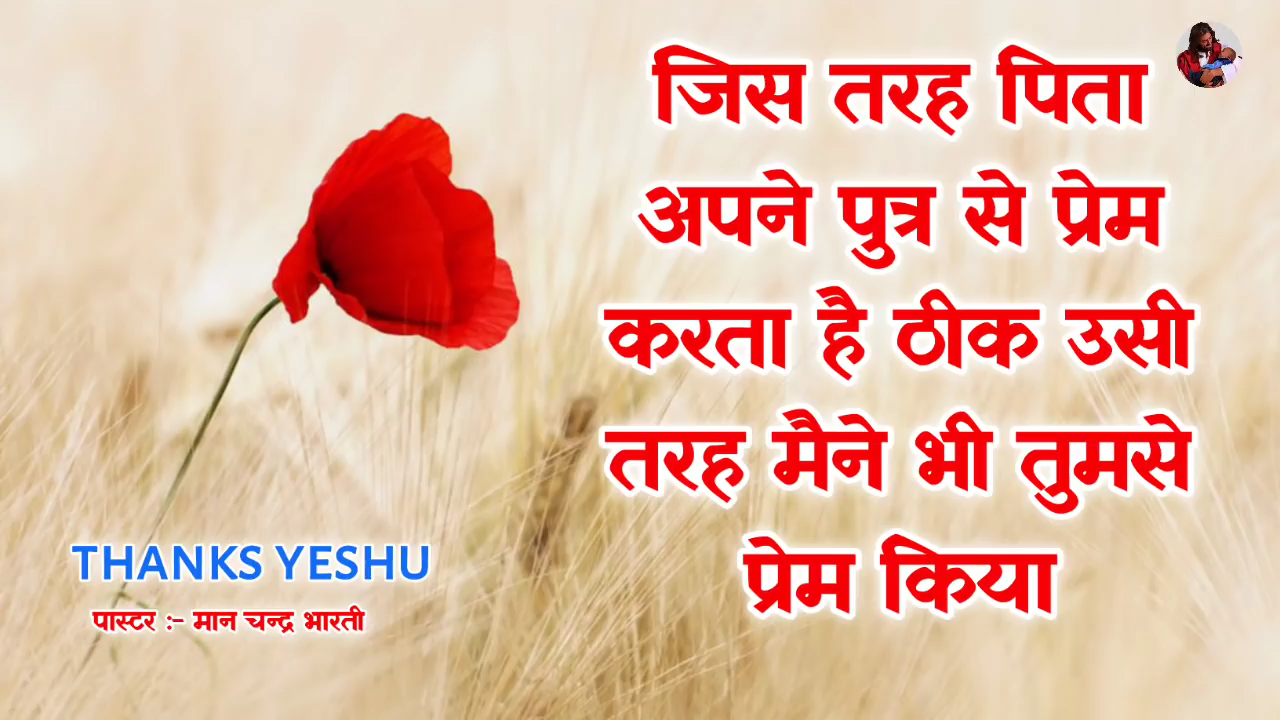 जिस तरह पिता
अपने पुत्र से प्रेम
करता है ठीक उसी
तरह मैने भी तुमसे
प्रेम किया
THANKS YESHU
पास्टर :- मान चन्द्र भारती